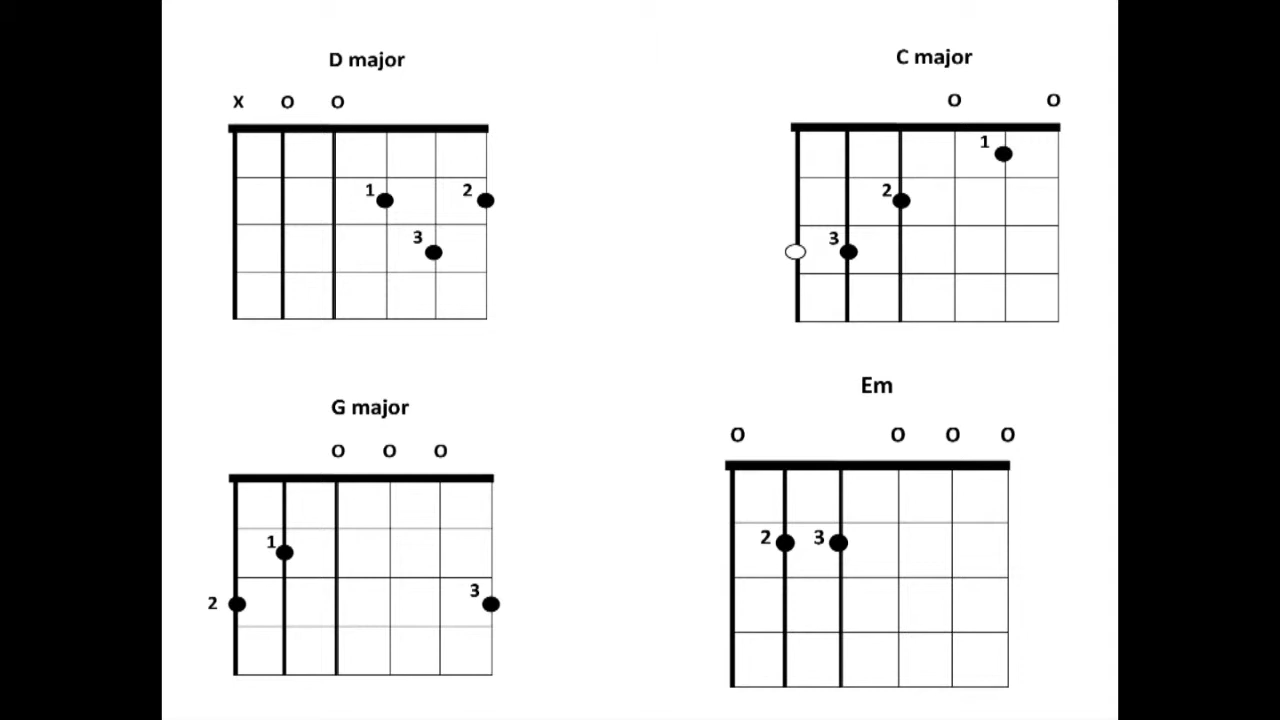 D major
X O O
1 2
3
C major
O O
1
2
3
G major
O O O
1
2 3
Em
O O O O
2 3